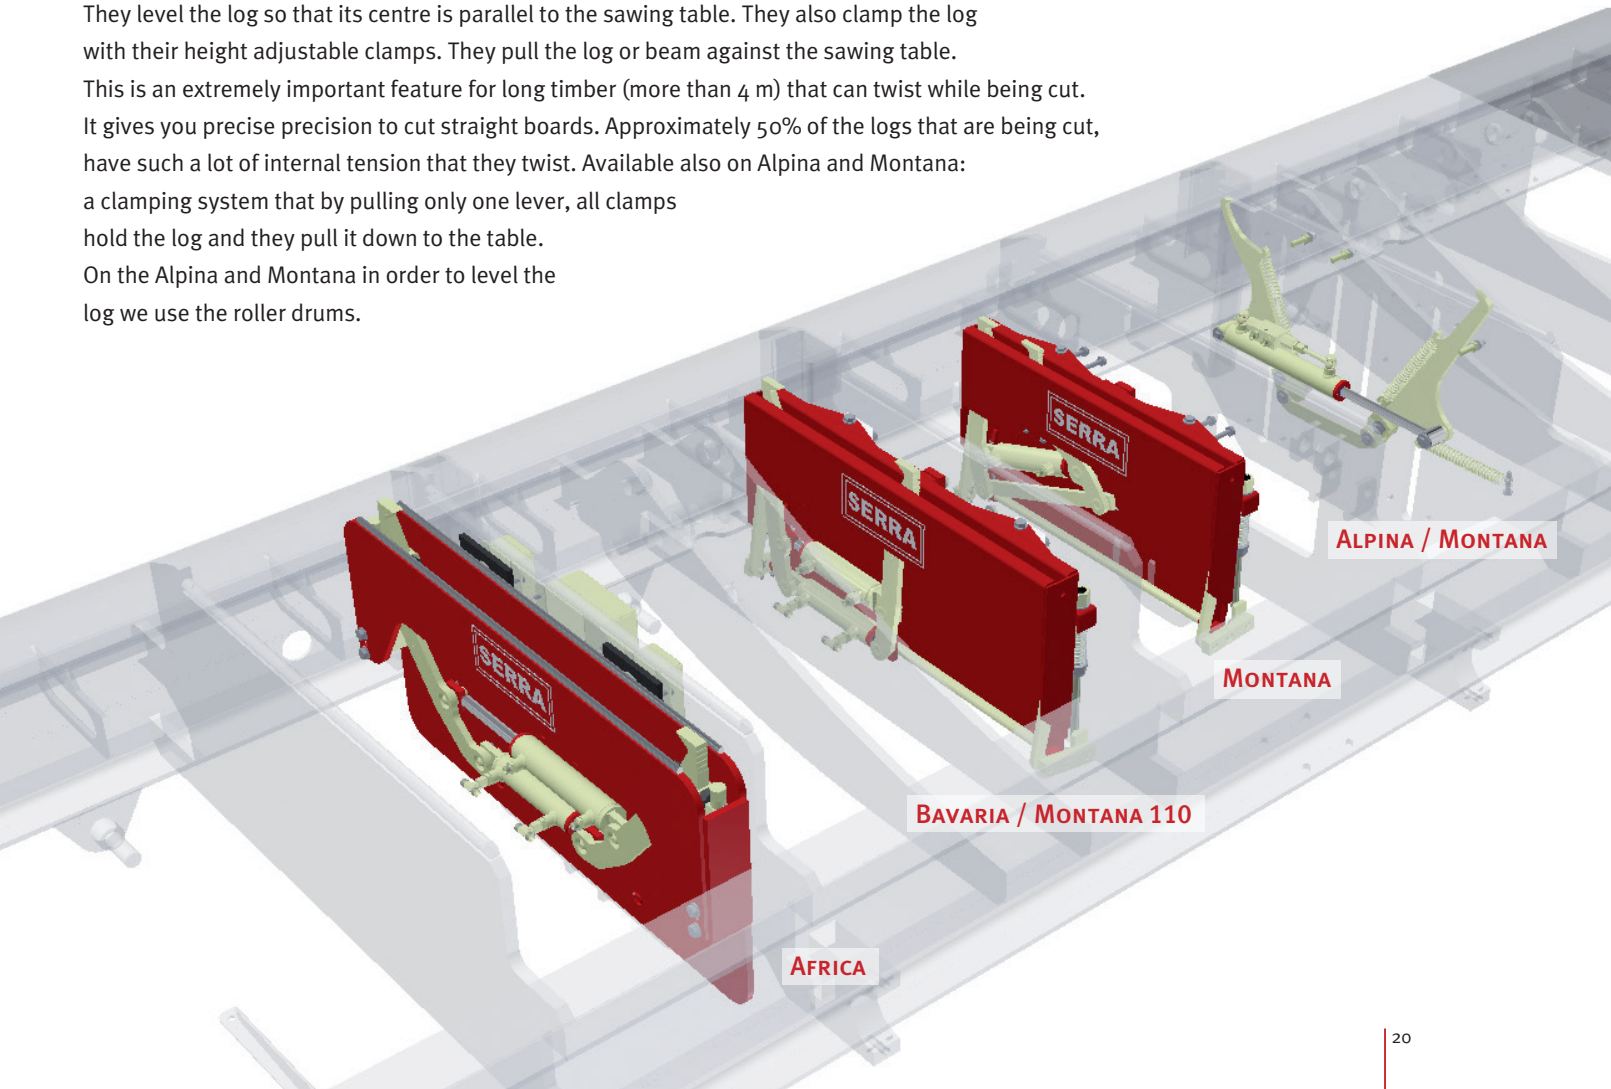 They level the log so that its centre is parallel to the sawing table. They also clamp the log
with their height adjustable clamps. They pull the log or beam against the sawing table.
This is an extremely important feature for long timber (more than 4 m) that can twist while being cut.
It gives you precise precision to cut straight boards. Approximately 50% of the logs that are being cut,
have such a lot of internal tension that they twist. Available also on Alpina and Montana:
a clamping system that by pulling only one lever, all clamps
hold the log and they pull it down to the table.
On the Alpina and Montana in order to level the
log we use the roller drums.
SERRA
SERRA
SERRA
Alpina / Montana
Montana
Bavaria / Montana 110
Africa
20